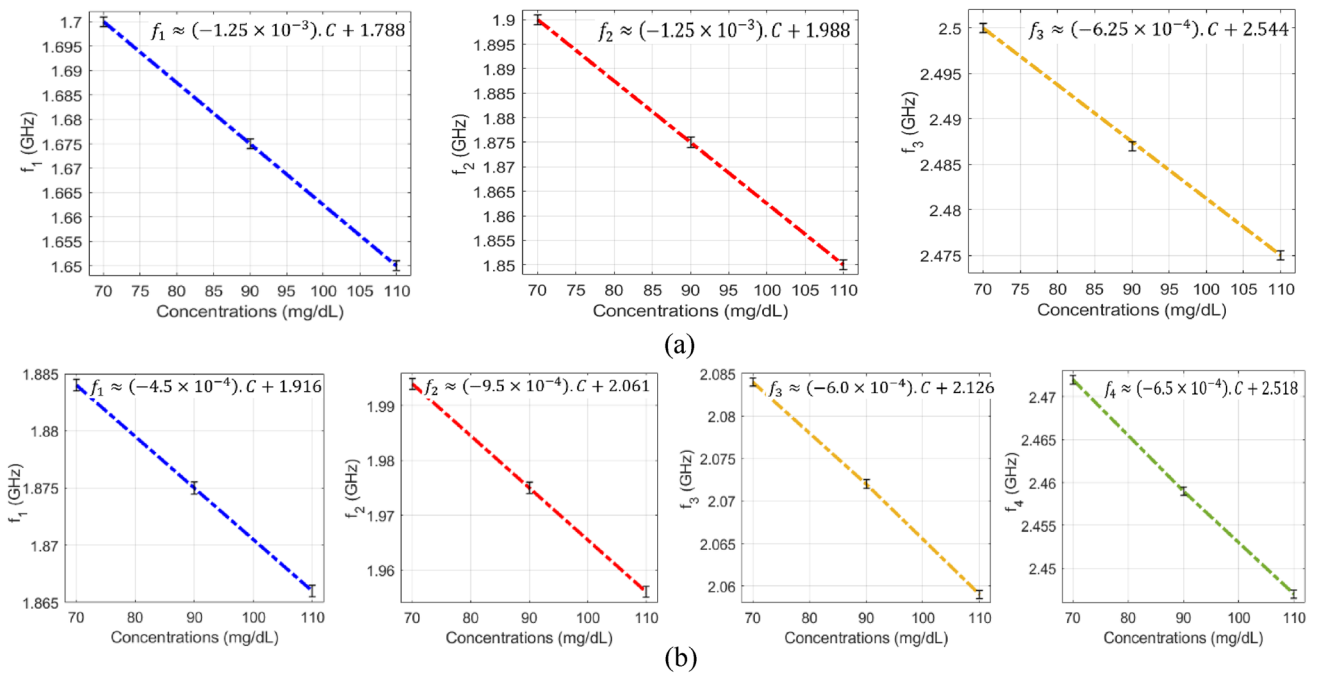 f₁ ≈ (−1.25 × 10⁻³). C + 1.788
1.7
1.695
1.69
1.685
1.68
1.675
1.67
1.665
1.66
1.655
1.65
f₁ (GHz)
70 75 80 85 90 95 100 105 110
Concentrations (mg/dL)
f₂ ≈ (−1.25 × 10⁻³). C + 1.988
1.9
1.895
1.89
1.885
1.88
1.875
1.87
1.865
1.86
1.855
1.85
f₂ (GHz)
70 75 80 85 90 95 100 105 110
Concentrations (mg/dL)
f₃ ≈ (−6.25 × 10⁻⁴). C + 2.544
2.5
2.495
2.49
2.485
2.48
2.475
f₃ (GHz)
70 75 80 85 90 95 100 105 110
Concentrations (mg/dL)
(a)
f₁ ≈ (−4.5 × 10⁻⁴). C + 1.916
1.885
1.88
1.875
1.87
1.865
f₁ (GHz)
70 80 90 100 110
Concentrations (mg/dL)
f₂ ≈ (−9.5 × 10⁻⁴). C + 2.061
1.99
1.98
1.97
1.96
f₂ (GHz)
70 80 90 100 110
Concentrations (mg/dL)
f₃ ≈ (−6.0 × 10⁻⁴). C + 2.126
2.085
2.08
2.075
2.07
2.065
2.06
f₃ (GHz)
70 80 90 100 110
Concentrations (mg/dL)
f₄ ≈ (−6.5 × 10⁻⁴). C + 2.518
2.47
2.465
2.46
2.455
2.45
f₄ (GHz)
70 80 90 100 110
Concentrations (mg/dL)
(b)